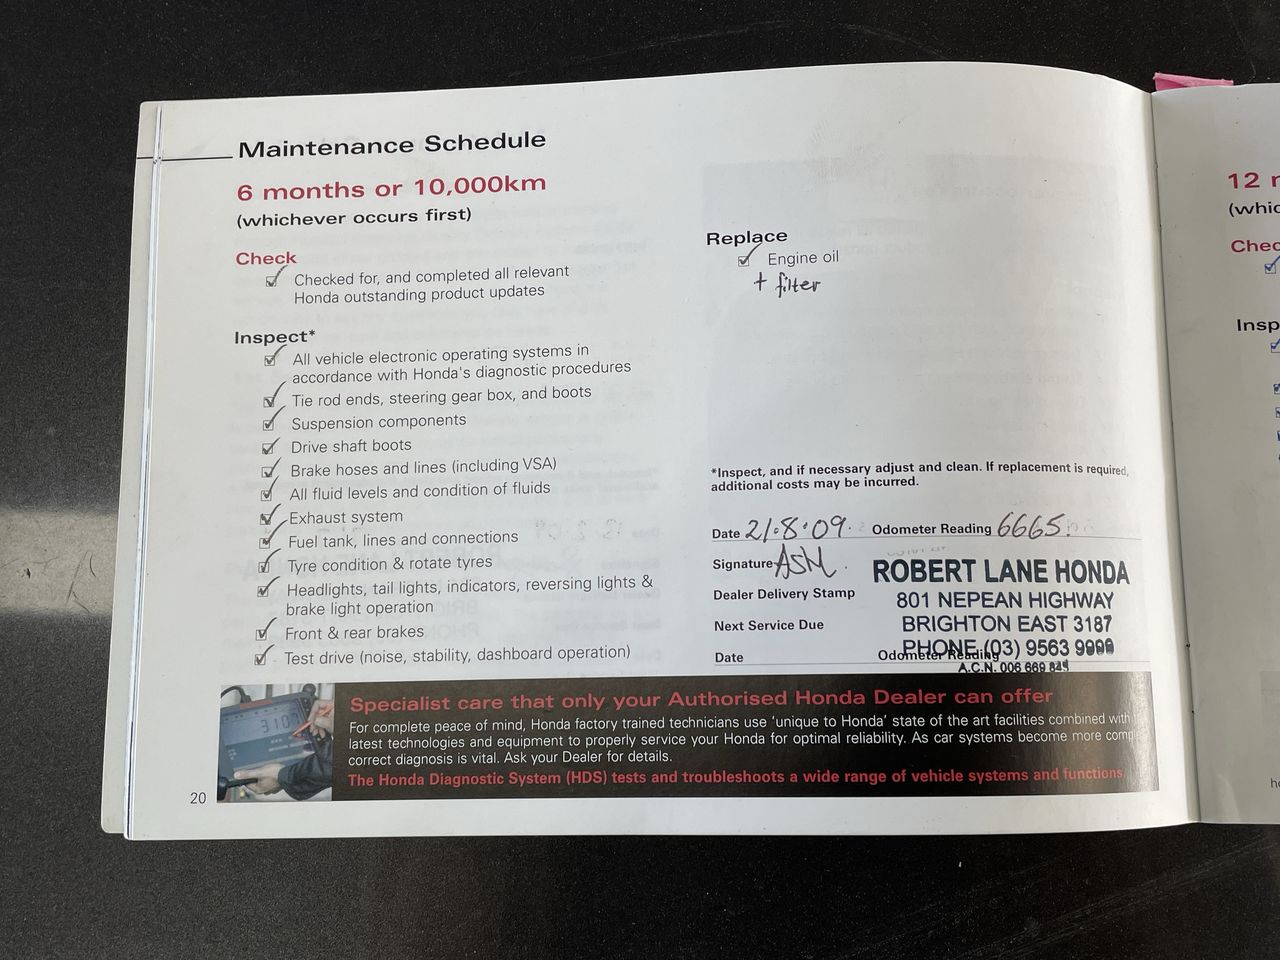 Maintenance Schedule
6 months or 10,000km
(whichever occurs first)
Check
Checked for, and completed all relevant
Honda outstanding product updates
Inspect*
All vehicle electronic operating systems in
accordance with Honda's diagnostic procedures
Tie rod ends, steering gear box, and boots
Suspension components
Drive shaft boots
Brake hoses and lines (including VSA)
All fluid levels and condition of fluids
Exhaust system
Fuel tank, lines and connections
Tyre condition & rotate tyres
Headlights, tail lights, indicators, reversing lights &
brake light operation
Front & rear brakes
Test drive (noise, stability, dashboard operation)
Replace
Engine oil
+ filter
*Inspect, and if necessary adjust and clean. If replacement is required,
additional costs may be incurred.
Date 21.8.09. Odometer Reading 6665.
Signature ASH.
Dealer Delivery Stamp
Next Service Due
Date Odometer Reading
ROBERT LANE HONDA
801 NEPEAN HIGHWAY
BRIGHTON EAST 3187
PHONE (03) 9563 9999
A.C.N. 006 669
Specialist care that only your Authorised Honda Dealer can offer
For complete peace of mind, Honda factory trained technicians use 'unique to Honda' state of the art facilities combined with
latest technologies and equipment to properly service your Honda for optimal reliability. As car systems become more comp
correct diagnosis is vital. Ask your Dealer for details.
The Honda Diagnostic System (HDS) tests and troubleshoots a wide range of vehicle systems and functions
20
12
(whic
Chec
Insp